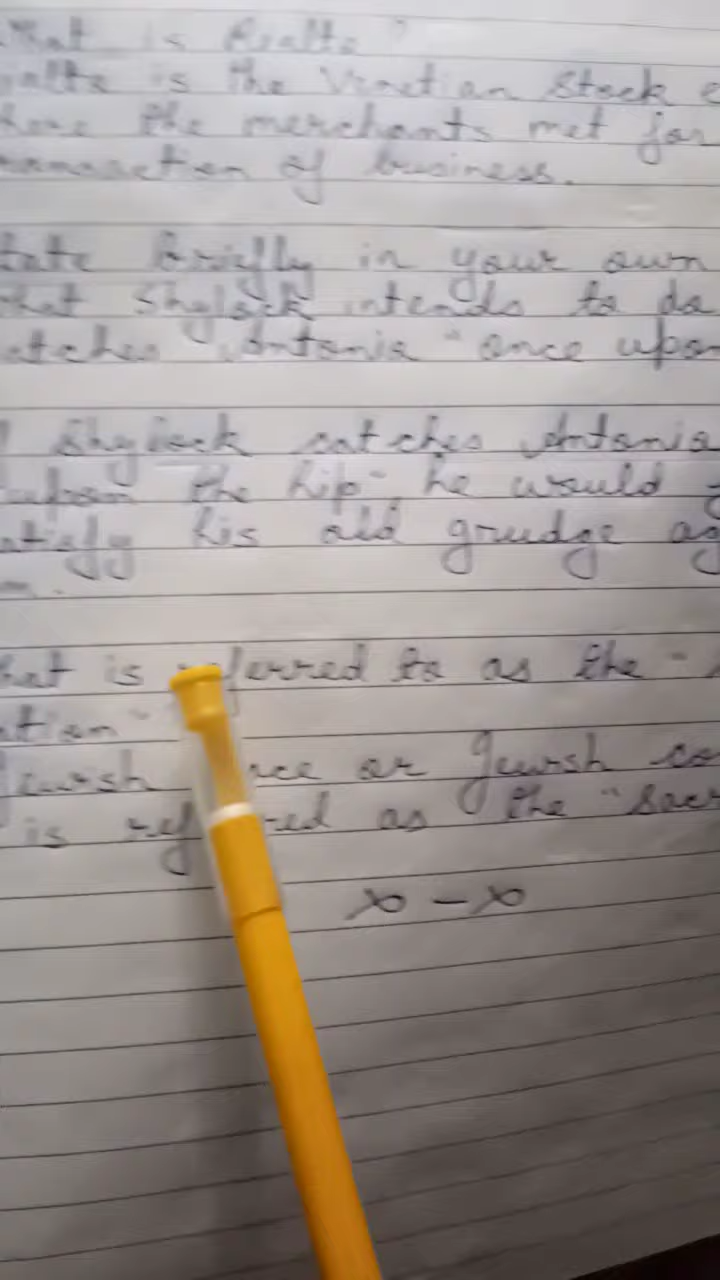 What is Rialto?
Rialto is the Venetian Stock
where the merchants met for
transaction of business.
State briefly in your own
what Shylock intends to do
catches Antonio "once upon
Shylock catches Antonio
upon the hip" he would
satisfy his old grudge
What is referred to as the "
nation"
Jewish race or Jewish
is referred as the "
x - x